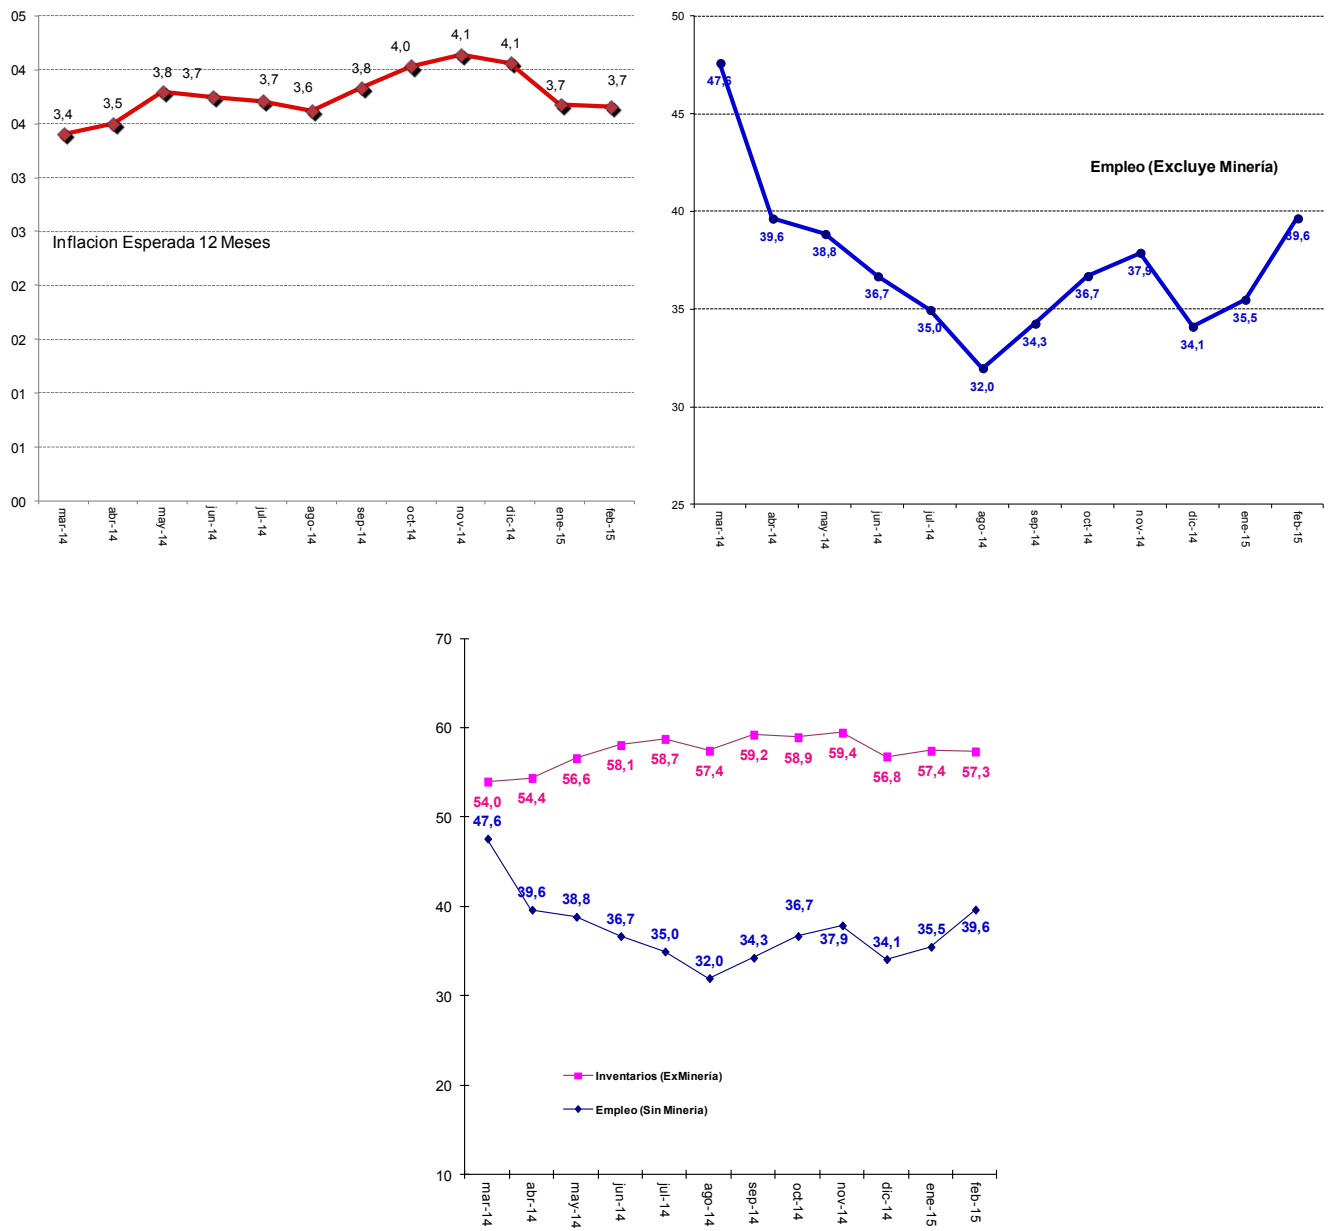 05
04
04
03
03
02
02
01
01
00
3,4
3,5
3,8
3,7
3,7
3,6
3,8
4,0
4,1
4,1
3,7
3,7
Inflacion Esperada 12 Meses
mar-14
abr-14
may-14
jun-14
jul-14
ago-14
sep-14
oct-14
nov-14
dic-14
ene-15
feb-15
50
45
40
35
30
25
Empleo (Excluye Minería)
47,6
39,6
38,8
36,7
35,0
32,0
34,3
36,7
37,9
34,1
35,5
39,6
mar-14
abr-14
may-14
jun-14
jul-14
ago-14
sep-14
oct-14
nov-14
dic-14
ene-15
feb-15
70
60
50
40
30
20
10
54,0
54,4
56,6
58,1
58,7
57,4
59,2
58,9
59,4
56,8
57,4
57,3
47,6
39,6
38,8
36,7
35,0
32,0
34,3
36,7
37,9
34,1
35,5
39,6
Inventarios (ExMinería)
Empleo (Sin Mineria)
mar-14
abr-14
may-14
jun-14
jul-14
ago-14
sep-14
oct-14
nov-14
dic-14
ene-15
feb-15